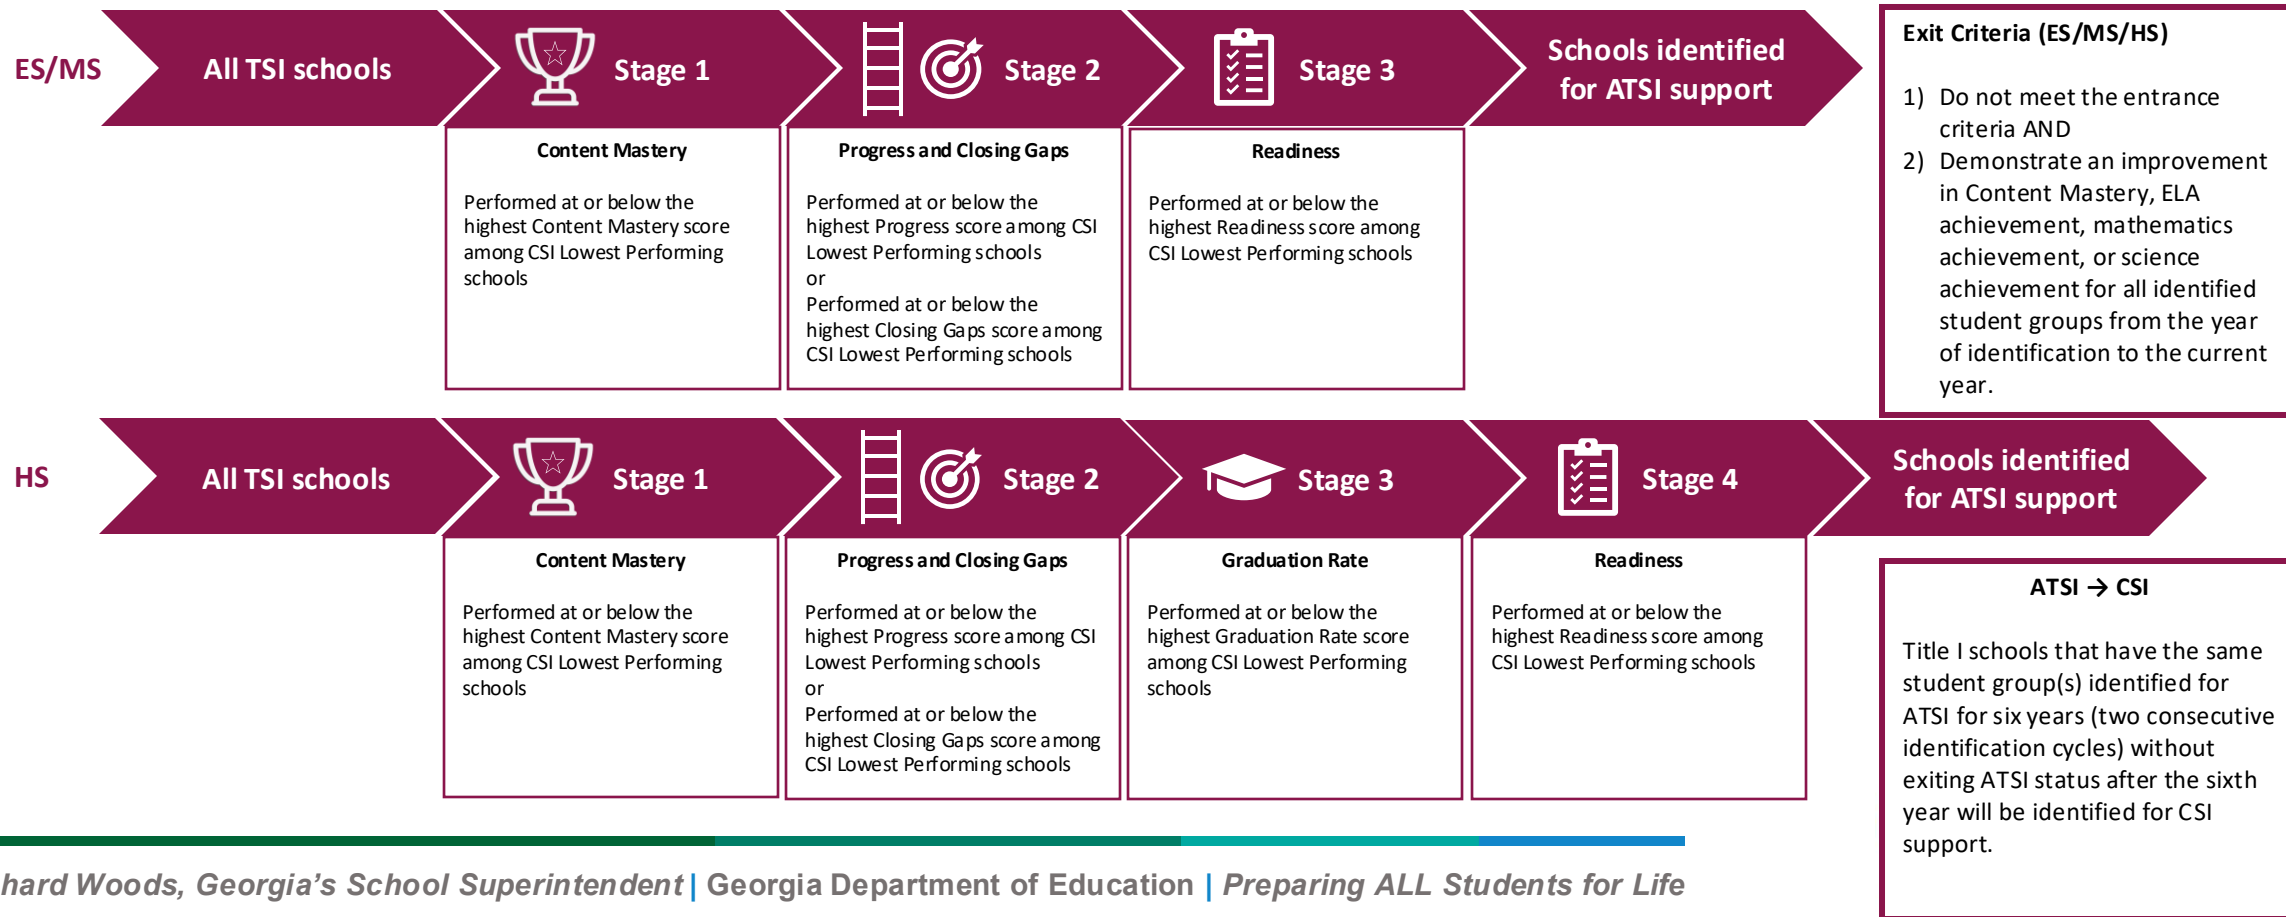 ES/MS
All TSI schools
Stage 1
Stage 2
Stage 3
Schools identified
for ATSI support
Content Mastery
Performed at or below the
highest Content Mastery score
among CSI Lowest Performing
schools
Progress and Closing Gaps
Performed at or below the
highest Progress score among CSI
Lowest Performing schools
or
Performed at or below the
highest Closing Gaps score among
CSI Lowest Performing schools
Readiness
Performed at or below the
highest Readiness score among
CSI Lowest Performing schools
Exit Criteria (ES/MS/HS)
1) Do not meet the entrance
criteria AND
2) Demonstrate an improvement
in Content Mastery, ELA
achievement, mathematics
achievement, or science
achievement for all identified
student groups from the year
of identification to the current
year.
HS
All TSI schools
Stage 1
Stage 2
Stage 3
Stage 4
Schools identified
for ATSI support
Content Mastery
Performed at or below the
highest Content Mastery score
among CSI Lowest Performing
schools
Progress and Closing Gaps
Performed at or below the
highest Progress score among CSI
Lowest Performing schools
or
Performed at or below the
highest Closing Gaps score among
CSI Lowest Performing schools
Graduation Rate
Performed at or below the
highest Graduation Rate score
among CSI Lowest Performing
schools
Readiness
Performed at or below the
highest Readiness score among
CSI Lowest Performing schools
ATSI → CSI
Title I schools that have the same
student group(s) identified for
ATSI for six years (two consecutive
identification cycles) without
exiting ATSI status after the sixth
year will be identified for CSI
support.
hard Woods, Georgia's School Superintendent | Georgia Department of Education | Preparing ALL Students for Life